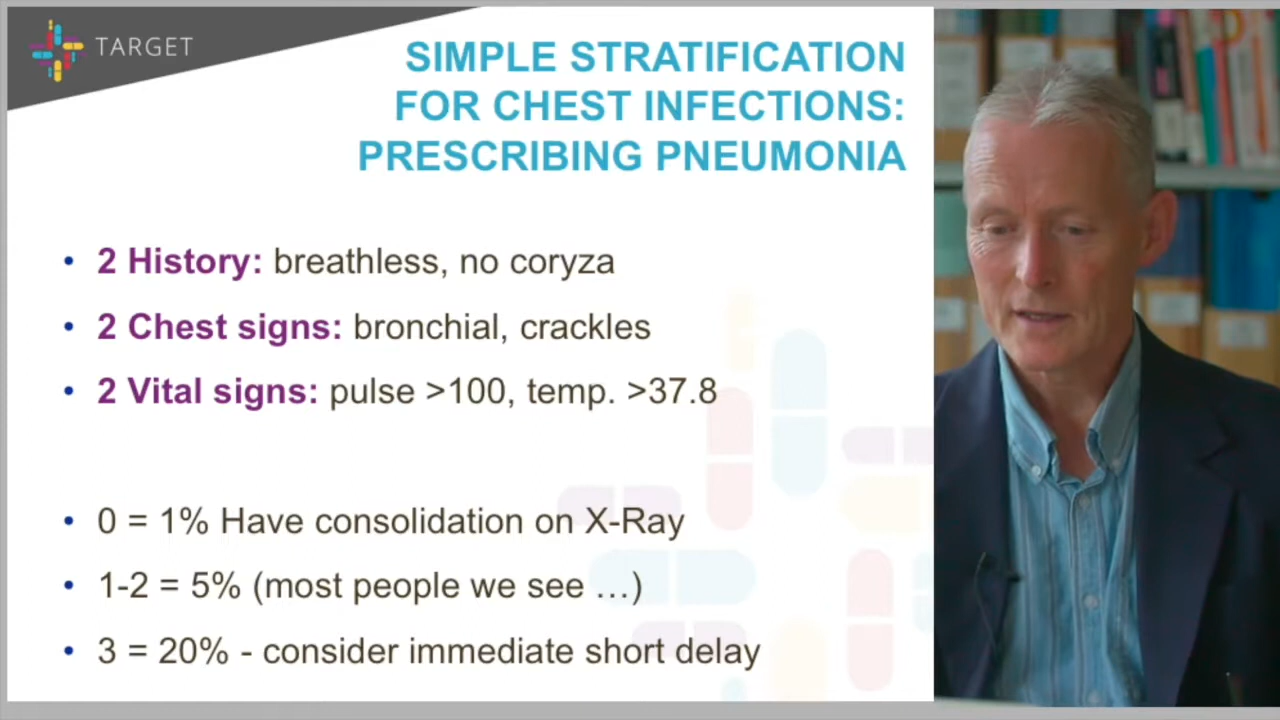 TARGET
SIMPLE STRATIFICATION
FOR CHEST INFECTIONS:
PRESCRIBING PNEUMONIA
• 2 History: breathless, no coryza
• 2 Chest signs: bronchial, crackles
• 2 Vital signs: pulse >100, temp. >37.8
• 0 = 1% Have consolidation on X-Ray
• 1-2 = 5% (most people we see …)
• 3 = 20% - consider immediate short delay